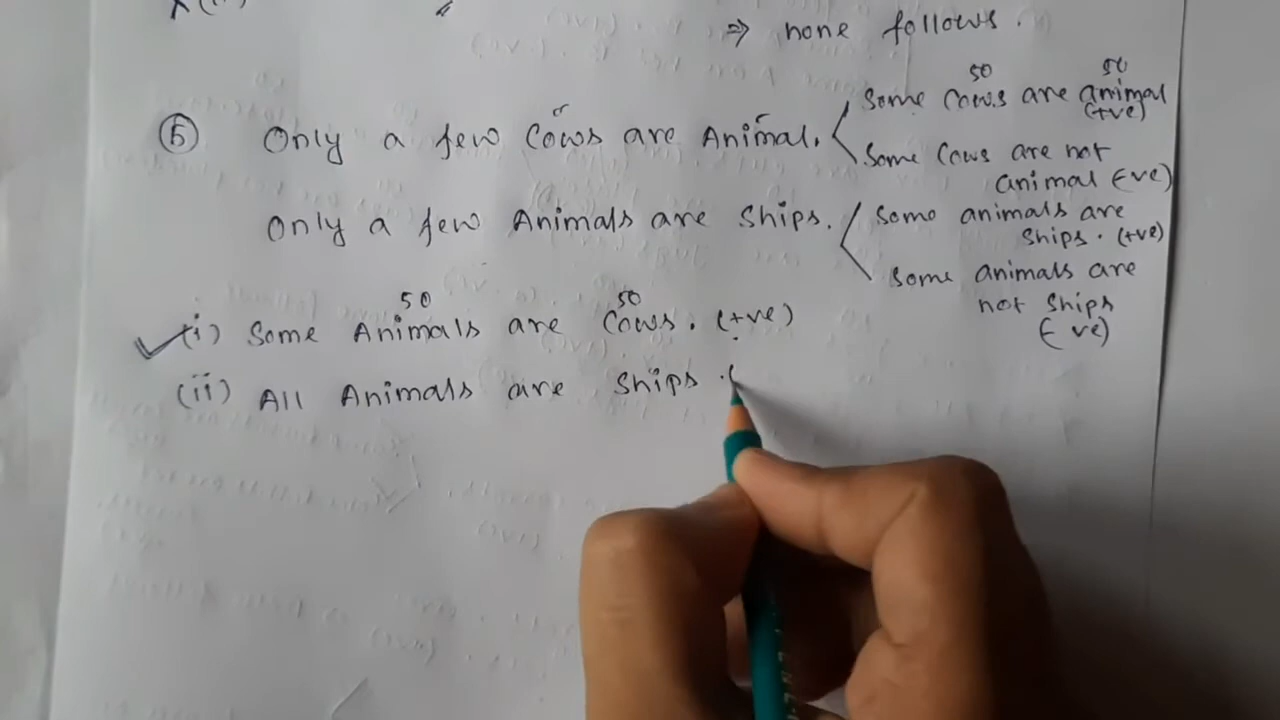 ⇒ none follows.
50 50
Some Cows are animal
(+ve)
⑤ Only a few Cows are Animal.
Some Cows are not
animal (-ve)
Only a few Animals are Ships.
Some animals are
Ships. (+ve)
Some animals are
not Ships
(-ve)
50 50
(i) Some Animals are Cows. (+ve)
(ii) All Animals are Ships. (